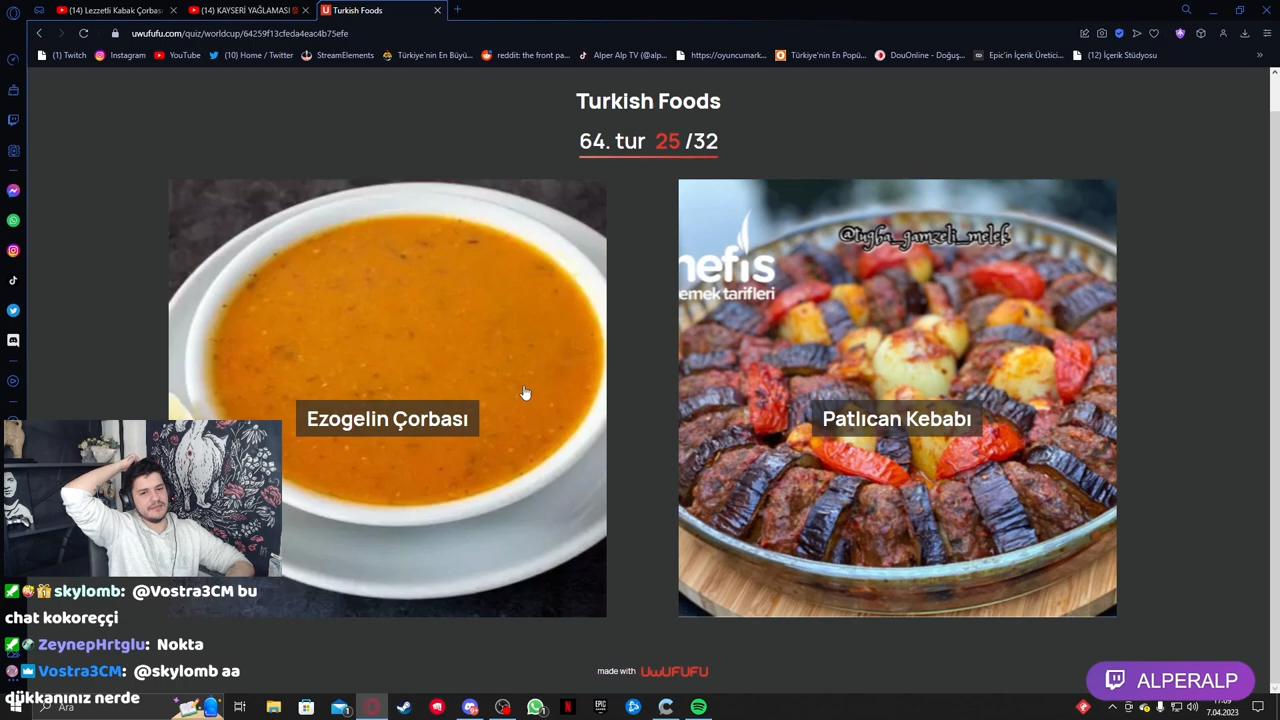 (14) Lezzetli Kabak Çorbası
(14) KAYSERİ YAĞLAMASI
Turkish Foods
uwufufu.com/quiz/worldcup/64259f13cfeda4eac4b75efe
(1) Twitch
Instagram
YouTube
(10) Home / Twitter
StreamElements
Türkiye'nin En Büyü...
reddit: the front pa...
Alper Alp TV (@alp...
https://oyuncumark...
Türkiye'nin En Popü...
DouOnline - Doğuş...
Epic'in İçerik Üretici...
(12) İçerik Stüdyosu
Turkish Foods
64. tur 25 /32
@tugba_gamzeli_melek
nefis
emek tarifleri
Ezogelin Çorbası
Patlıcan Kebabı
skylomb: @Vostra3CM bu
chat kokoreççi
ZeynepHrtglu: Nokta
Vostra3CM: @skylomb aa
dükkanınız nerde
made with UWUFUFU
ALPERALP
Ara
7.04.2023